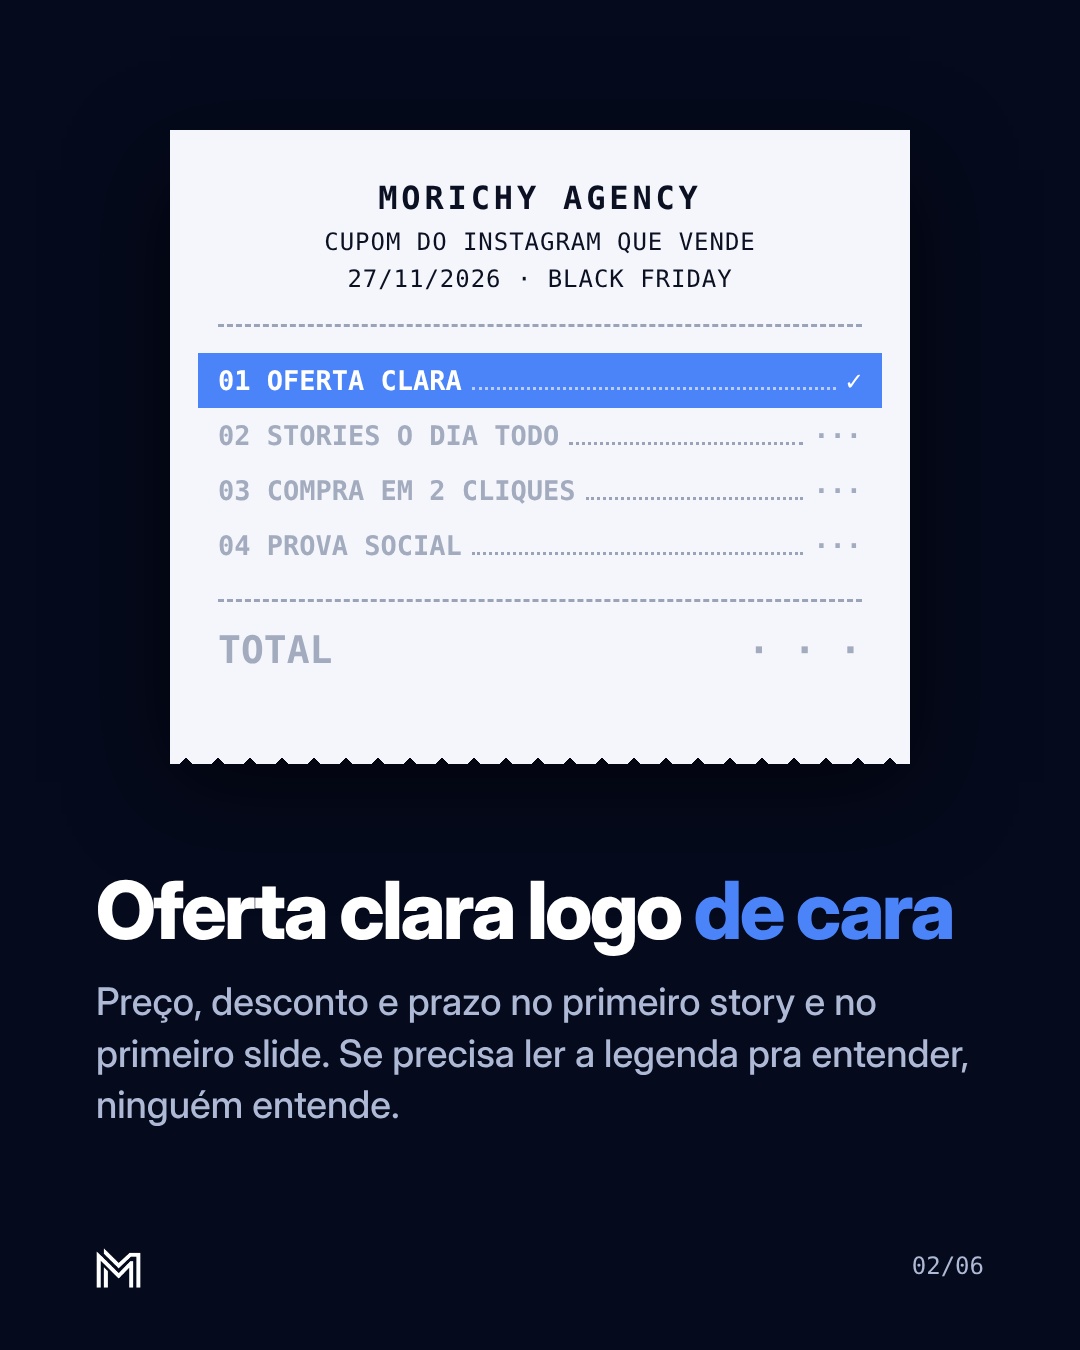 MORICHY AGENCY
CUPOM DO INSTAGRAM QUE VENDE
27/11/2026 · BLACK FRIDAY
01 OFERTA CLARA ✓
02 STORIES O DIA TODO ···
03 COMPRA EM 2 CLIQUES ···
04 PROVA SOCIAL ···
TOTAL · · ·
Oferta clara logo de cara
Preço, desconto e prazo no primeiro story e no
primeiro slide. Se precisa ler a legenda pra entender,
ninguém entende.
02/06